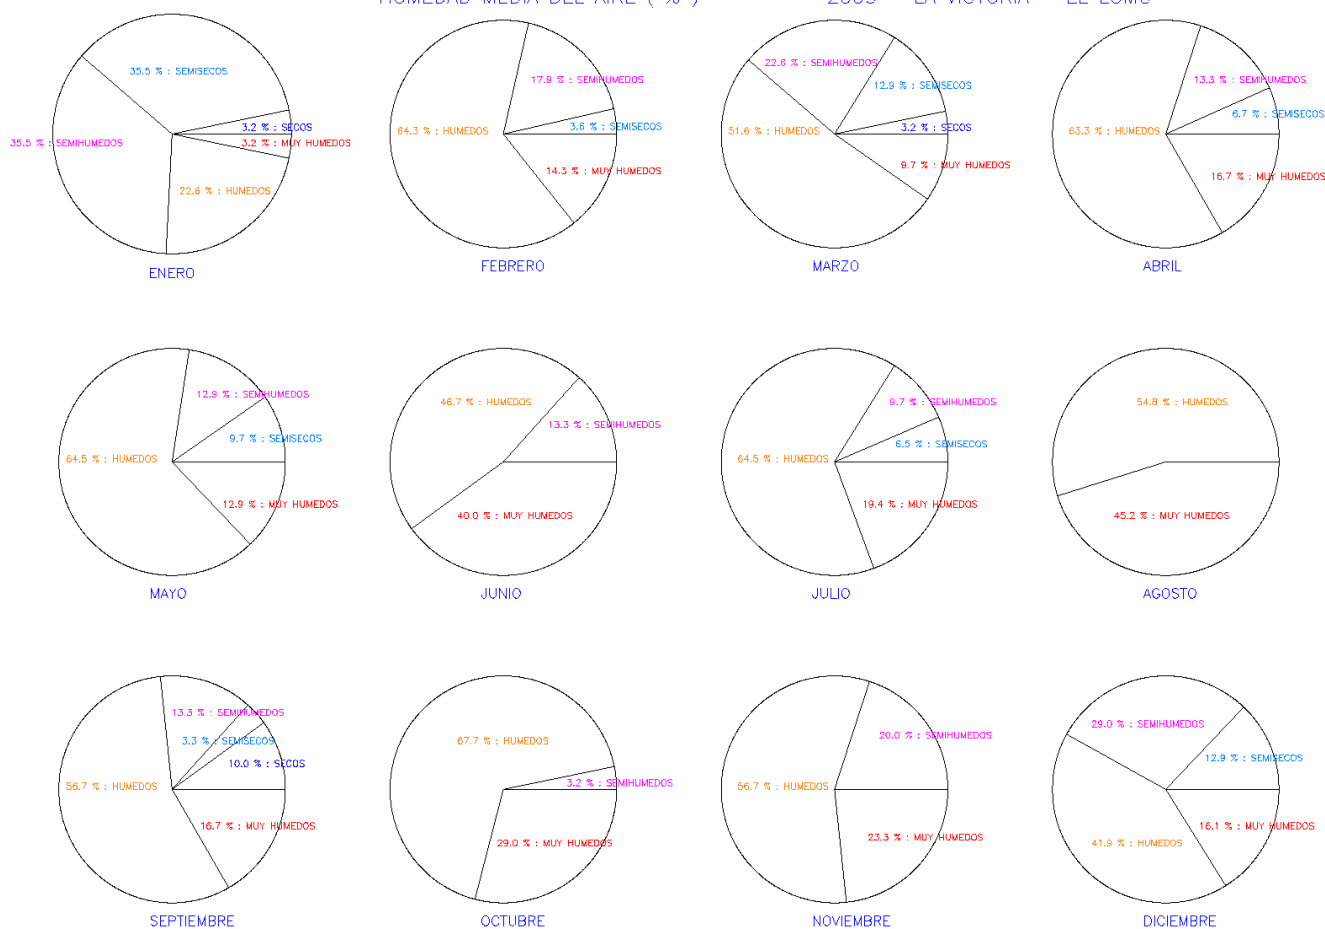 HUMEDAD MEDIA DEL AIRE ( % ) LA VICTORIA
35.5 % : SEMISECOS
3.2 % : SECOS
35.5 % : SEMIHUMEDOS
3.2 % : MUY HUMEDOS
22.6 % : HUMEDOS
ENERO
17.9 % : SEMIHUMEDOS
64.3 % : HUMEDOS
3.6 % : SEMISECOS
14.3 % : MUY HUMEDOS
FEBRERO
22.6 % : SEMIHUMEDOS
12.9 % : SEMISECOS
51.6 % : HUMEDOS
3.2 % : SECOS
9.7 % : MUY HUMEDOS
MARZO
13.3 % : SEMIHUMEDOS
6.7 % : SEMISECOS
63.3 % : HUMEDOS
16.7 % : MUY HUMEDOS
ABRIL
12.9 % : SEMIHUMEDOS
9.7 % : SEMISECOS
64.5 % : HUMEDOS
12.9 % : MUY HUMEDOS
MAYO
46.7 % : HUMEDOS
13.3 % : SEMIHUMEDOS
40.0 % : MUY HUMEDOS
JUNIO
9.7 % : SEMIHUMEDOS
6.5 % : SEMISECOS
64.5 % : HUMEDOS
19.4 % : MUY HUMEDOS
JULIO
54.8 % : HUMEDOS
45.2 % : MUY HUMEDOS
AGOSTO
13.3 % : SEMIHUMEDOS
3.3 % : SEMISECOS
10.0 % : SECOS
56.7 % : HUMEDOS
16.7 % : MUY HUMEDOS
SEPTIEMBRE
67.7 % : HUMEDOS
3.2 % : SEMIHUMEDOS
29.0 % : MUY HUMEDOS
OCTUBRE
20.0 % : SEMIHUMEDOS
56.7 % : HUMEDOS
23.3 % : MUY HUMEDOS
NOVIEMBRE
29.0 % : SEMIHUMEDOS
12.9 % : SEMISECOS
16.1 % : MUY HUMEDOS
41.9 % : HUMEDOS
DICIEMBRE